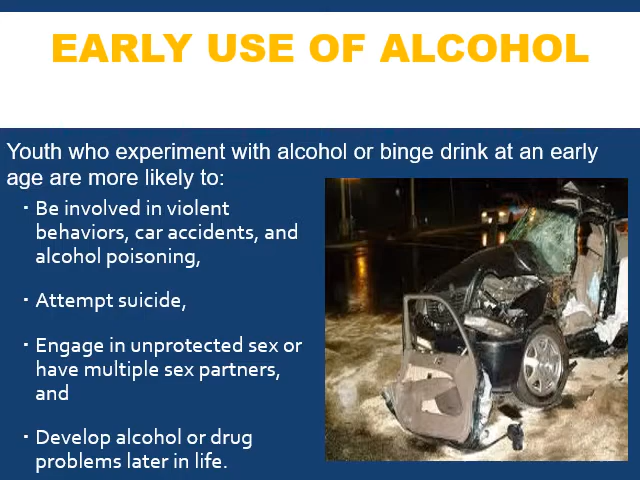 EARLY USE OF ALCOHOL
Youth who experiment with alcohol or binge drink at an early
age are more likely to:
· Be involved in violent
behaviors, car accidents, and
alcohol poisoning,
· Attempt suicide,
· Engage in unprotected sex or
have multiple sex partners,
and
· Develop alcohol or drug
problems later in life.